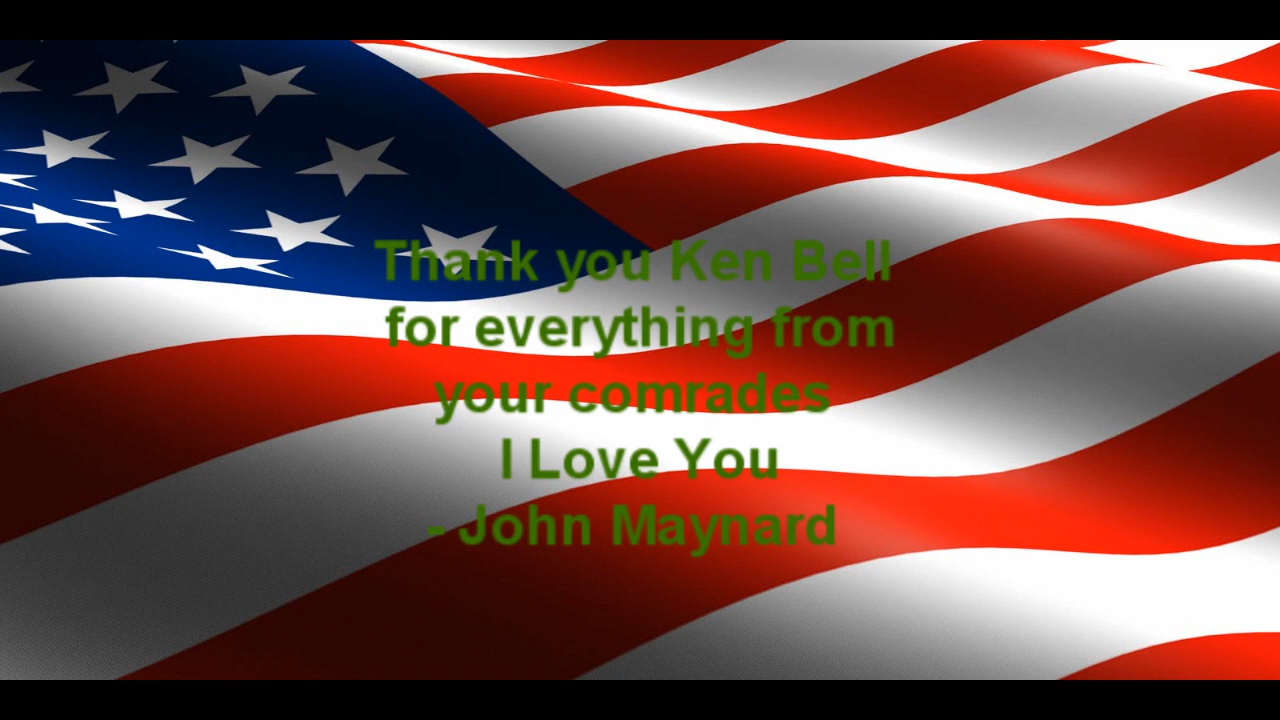 Thank you Ken Bell
for everything from
your comrades
I Love You
- John Maynard